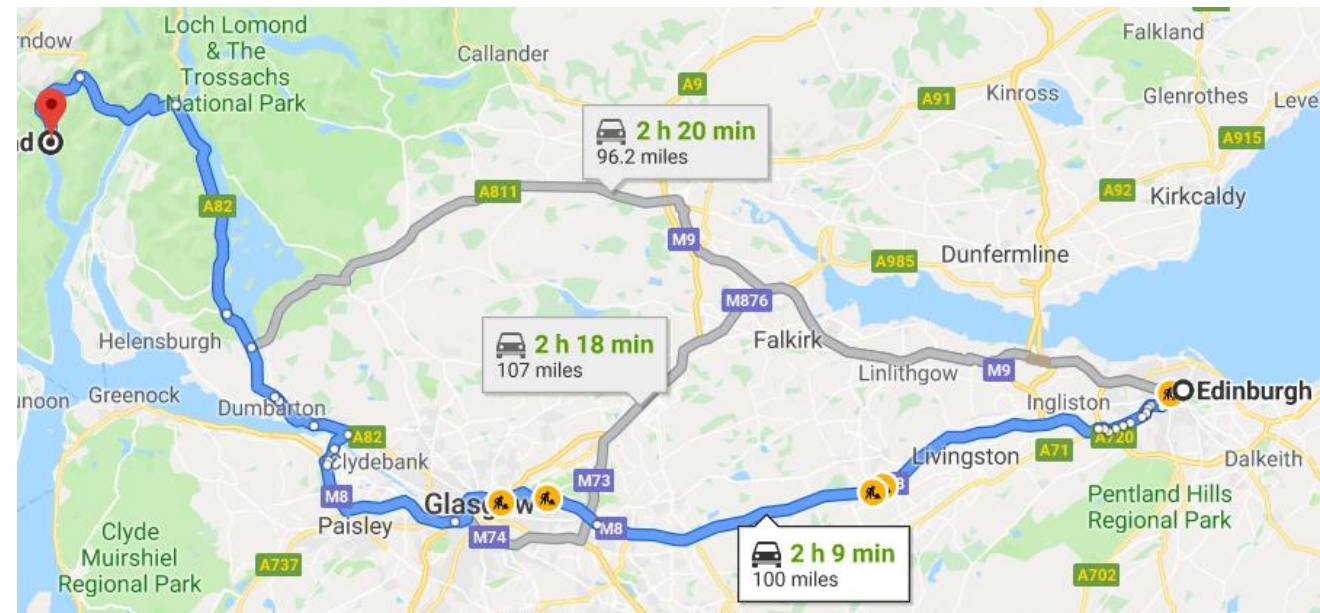 Loch Lomond
& The
Trossachs
National Park
Callander
Falkland
A9
A91
Kinross
Glenrothes
2 h 20 min
96.2 miles
A915
A82
A811
A92
Kirkcaldy
M9
A985
Dunfermline
M876
Helensburgh
2 h 18 min
107 miles
Falkirk
Linlithgow
M9
Edinburgh
Greenock
Dumbarton
Ingliston
A82
A720
Clydebank
Livingston
A71
Dalkeith
M73
M8
Glasgow
Paisley
M8
M74
Pentland Hills
Regional Park
Clyde
Muirshiel
Regional Park
A737
2 h 9 min
100 miles
A702